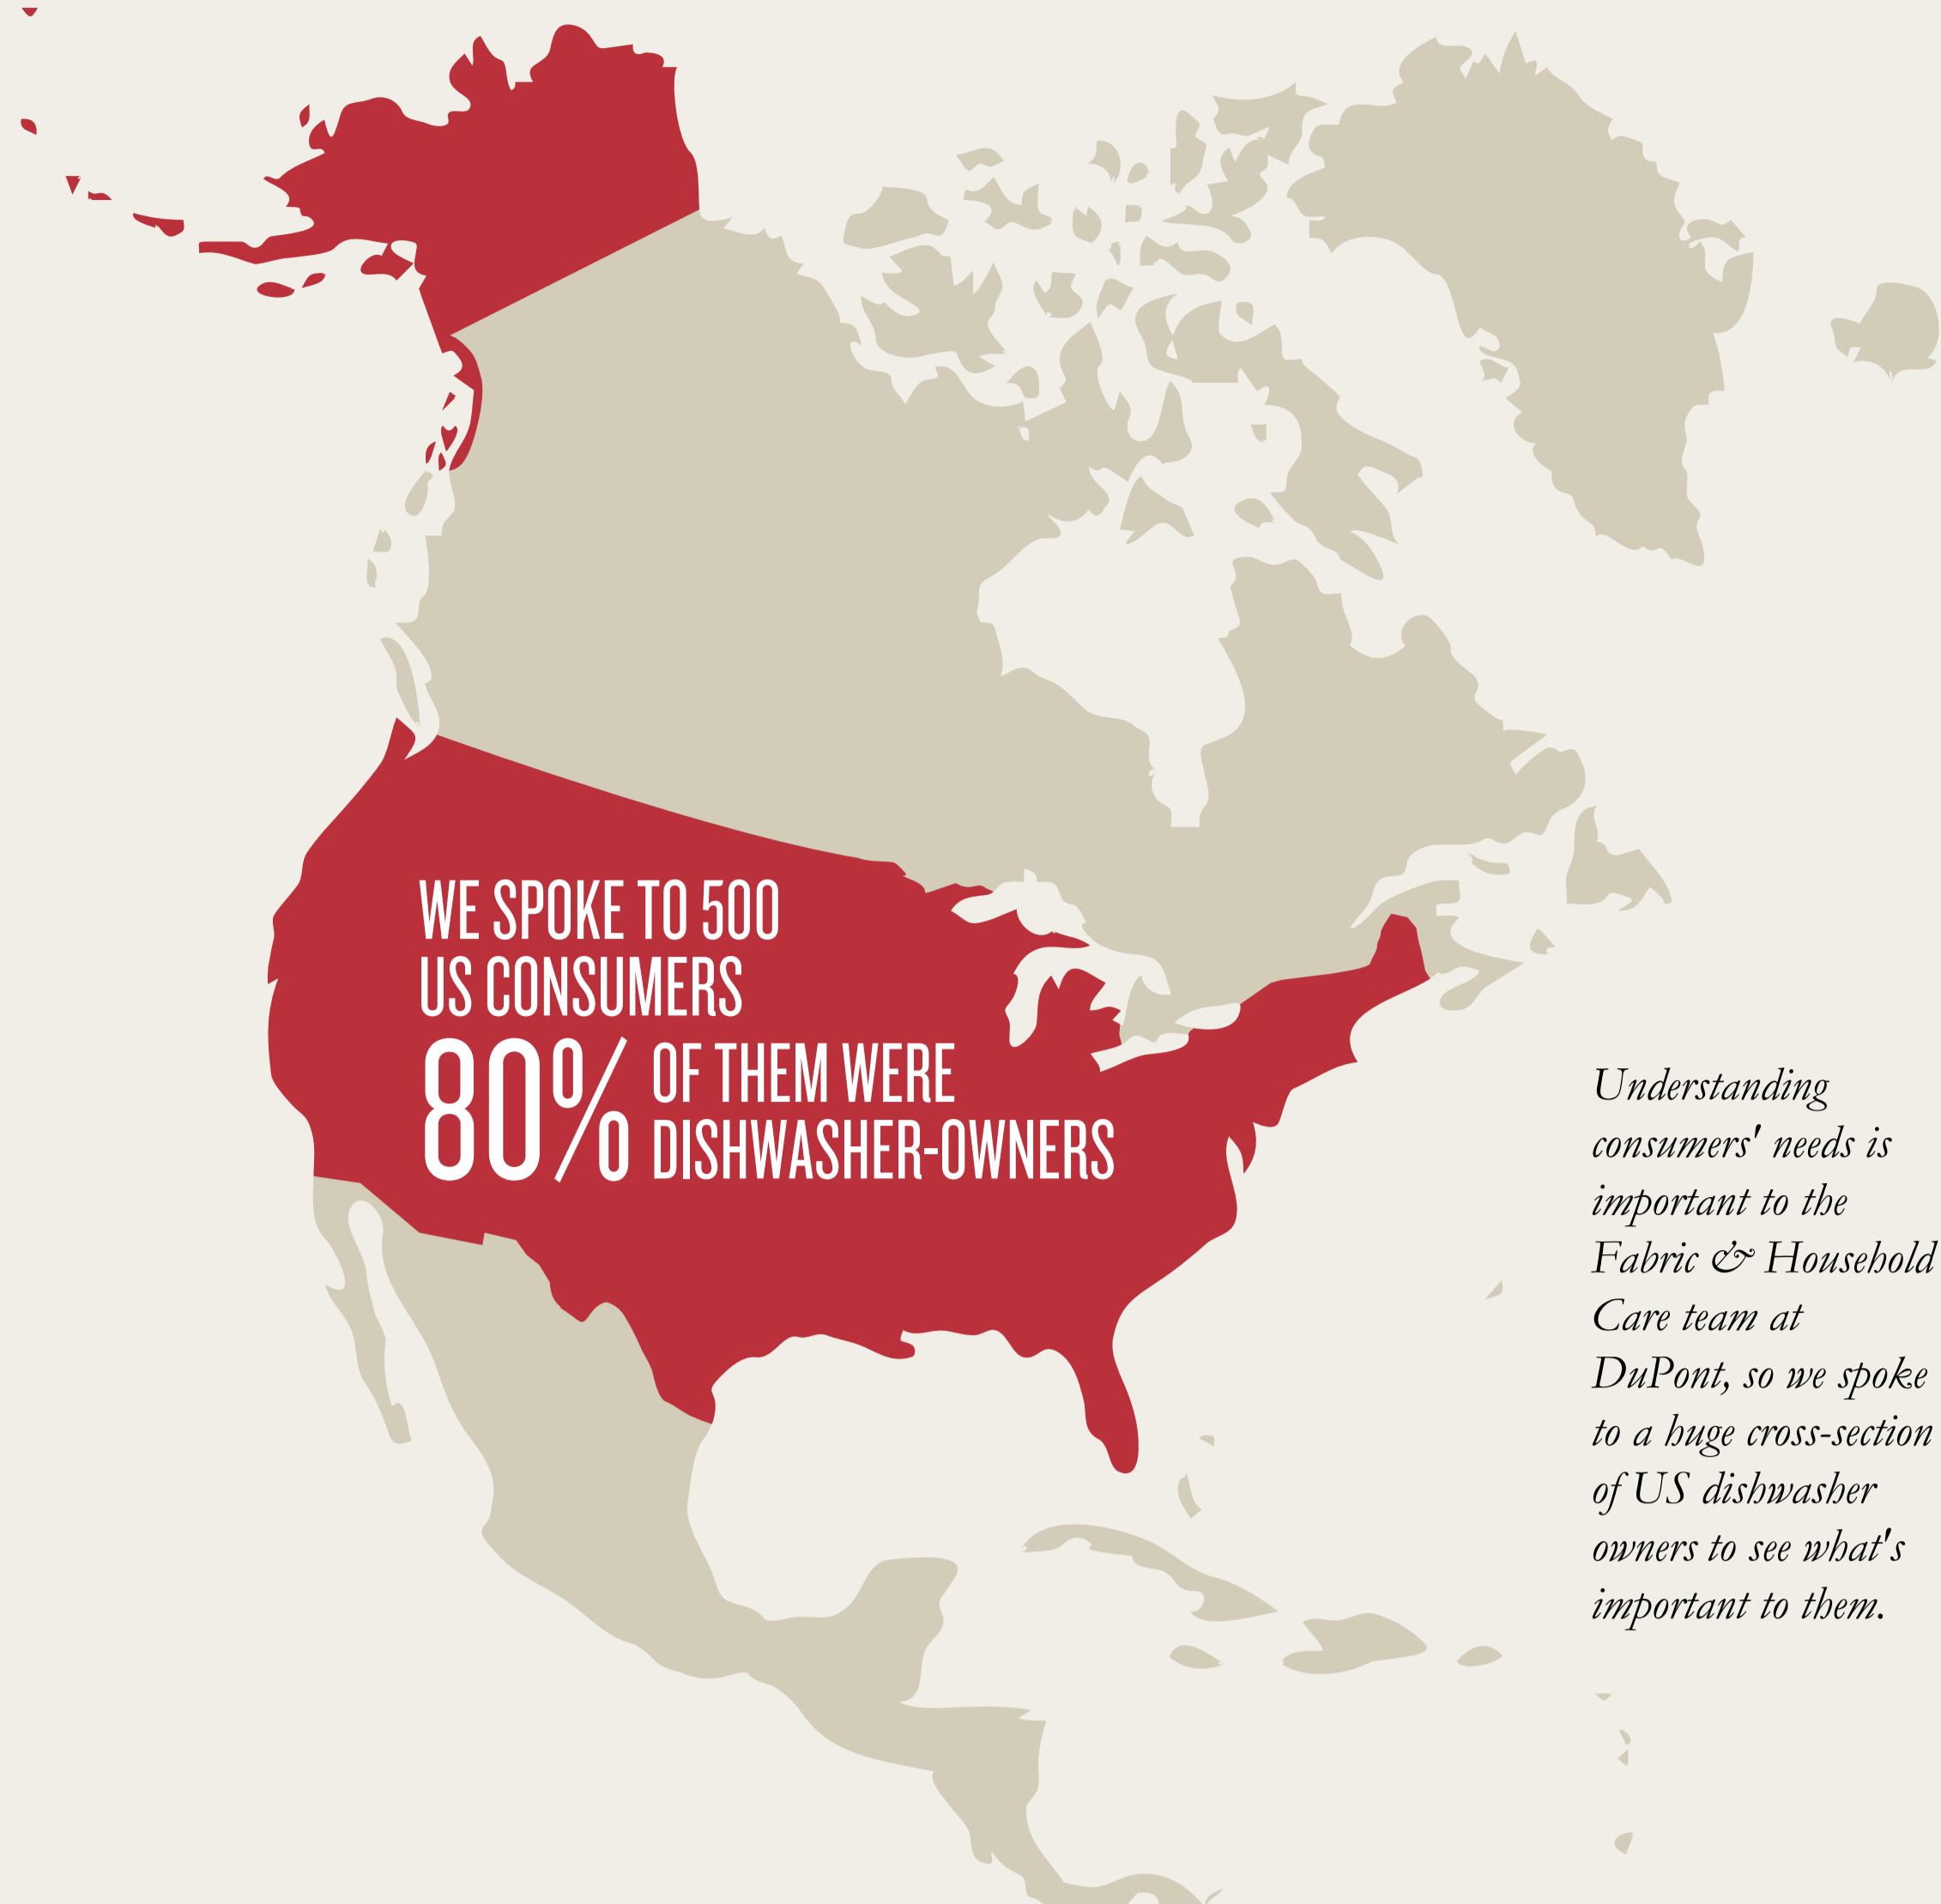 WE SPOKE TO 500
US CONSUMERS
80% OF THEM WERE
DISHWASHER-OWNERS
Understanding
consumers' needs is
important to the
Fabric & Household
Care team at
DuPont, so we spoke
to a huge cross-section
of US dishwasher
owners to see what's
important to them.